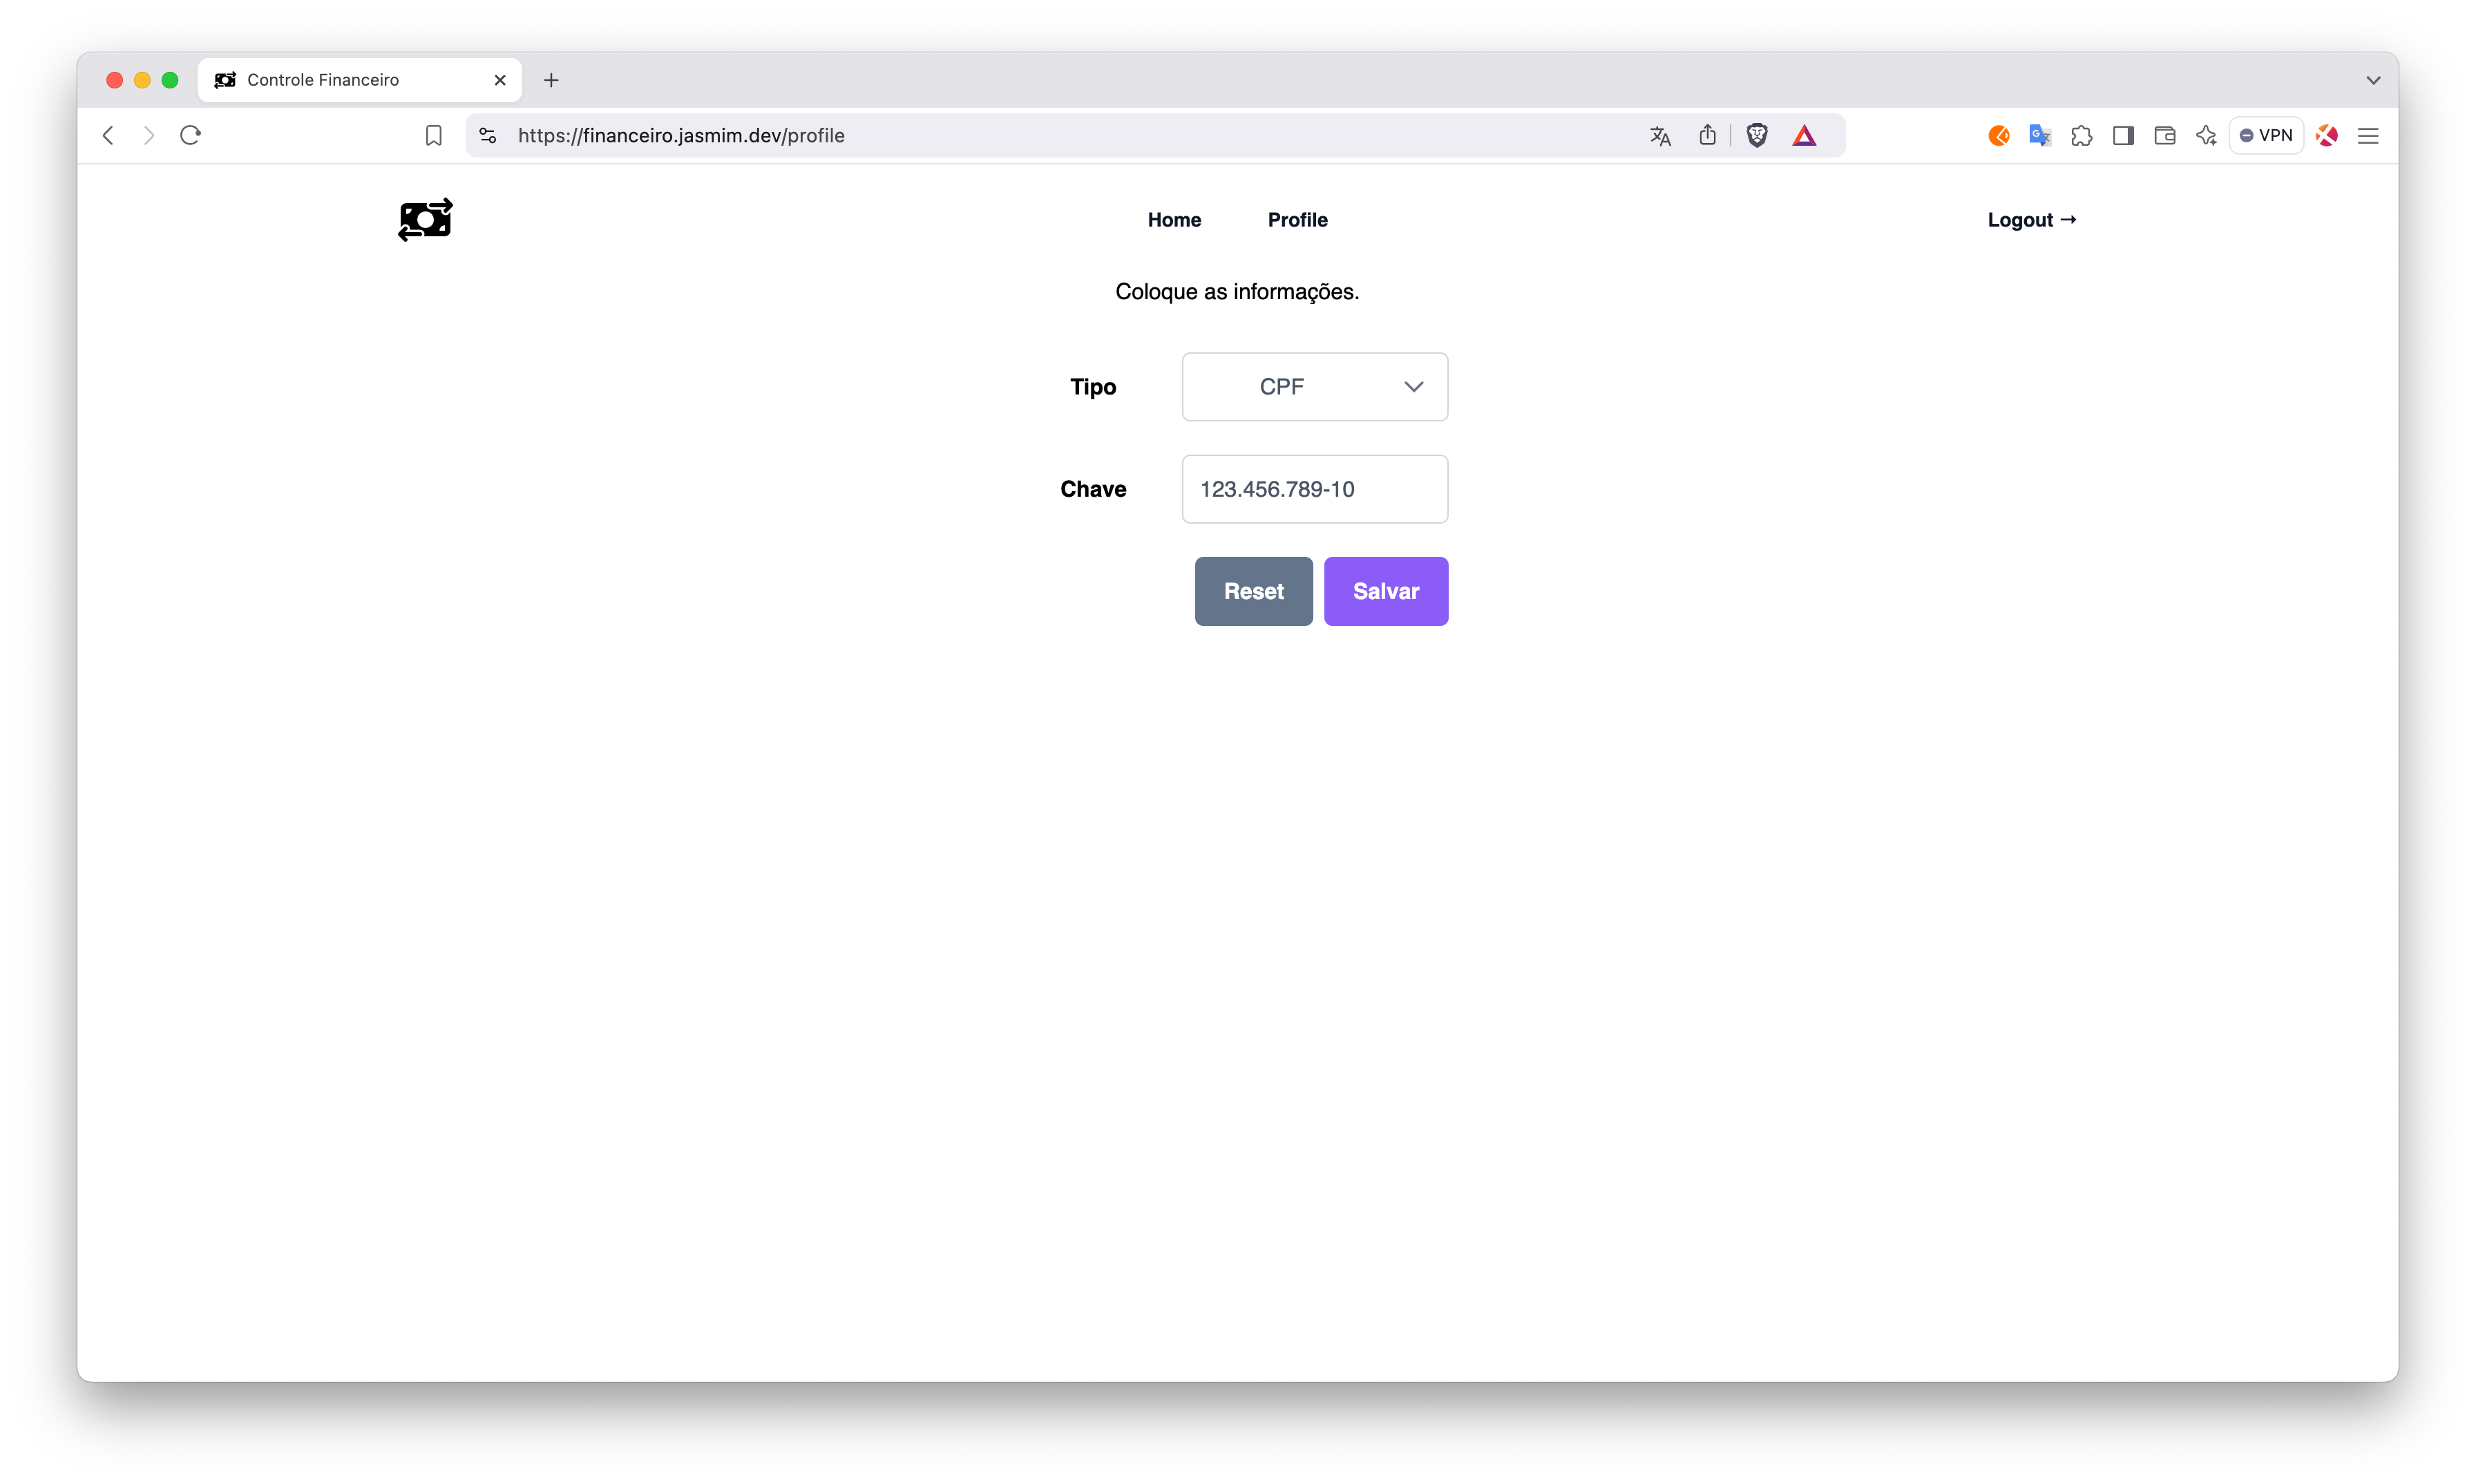 Controle Financeiro
https://financeiro.jasmim.dev/profile
VPN
Home Profile Logout →
Coloque as informações.
Tipo CPF
Chave 123.456.789-10
Reset Salvar